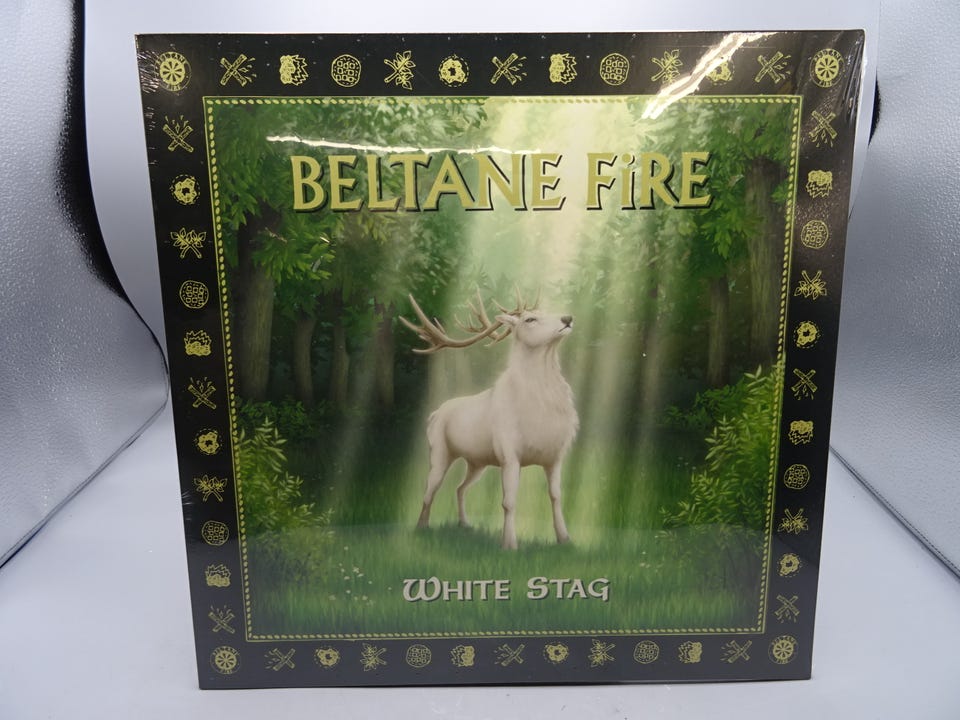 BELTANE FiRE
WHITE STAG